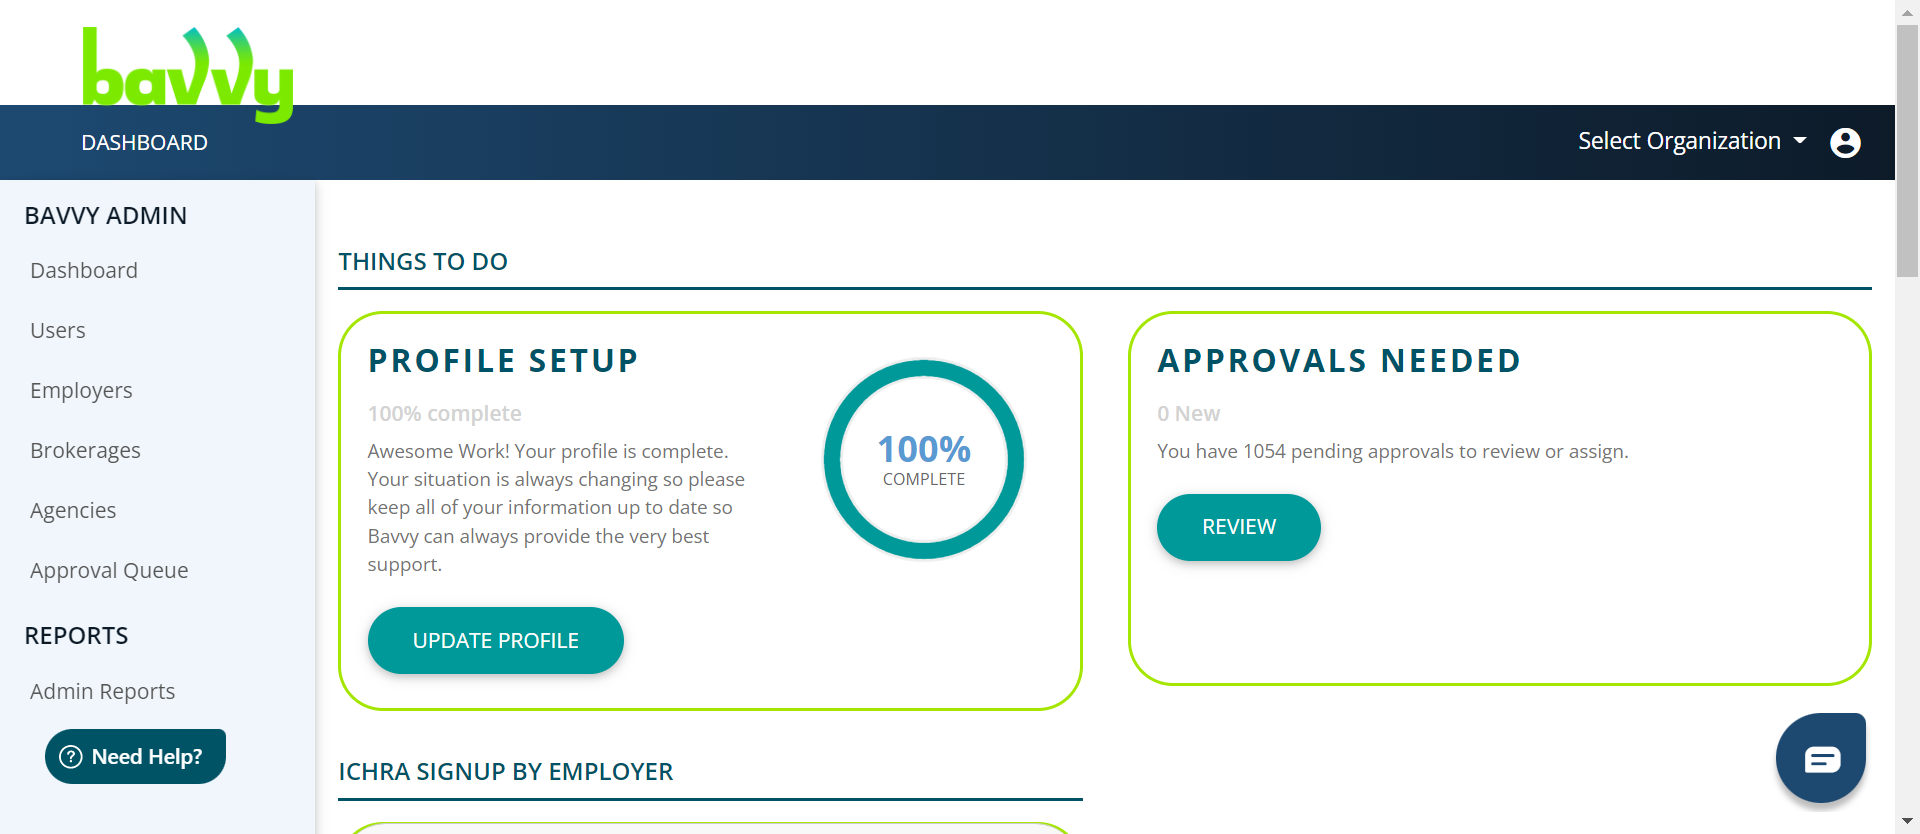 bavvy
DASHBOARD
Select Organization
BAVVY ADMIN
Dashboard
Users
Employers
Brokerages
Agencies
Approval Queue
REPORTS
Admin Reports
? Need Help?
THINGS TO DO
PROFILE SETUP
100% complete
Awesome Work! Your profile is complete.
Your situation is always changing so please
keep all of your information up to date so
Bavvy can always provide the very best
support.
100%
COMPLETE
UPDATE PROFILE
APPROVALS NEEDED
0 New
You have 1054 pending approvals to review or assign.
REVIEW
ICHRA SIGNUP BY EMPLOYER